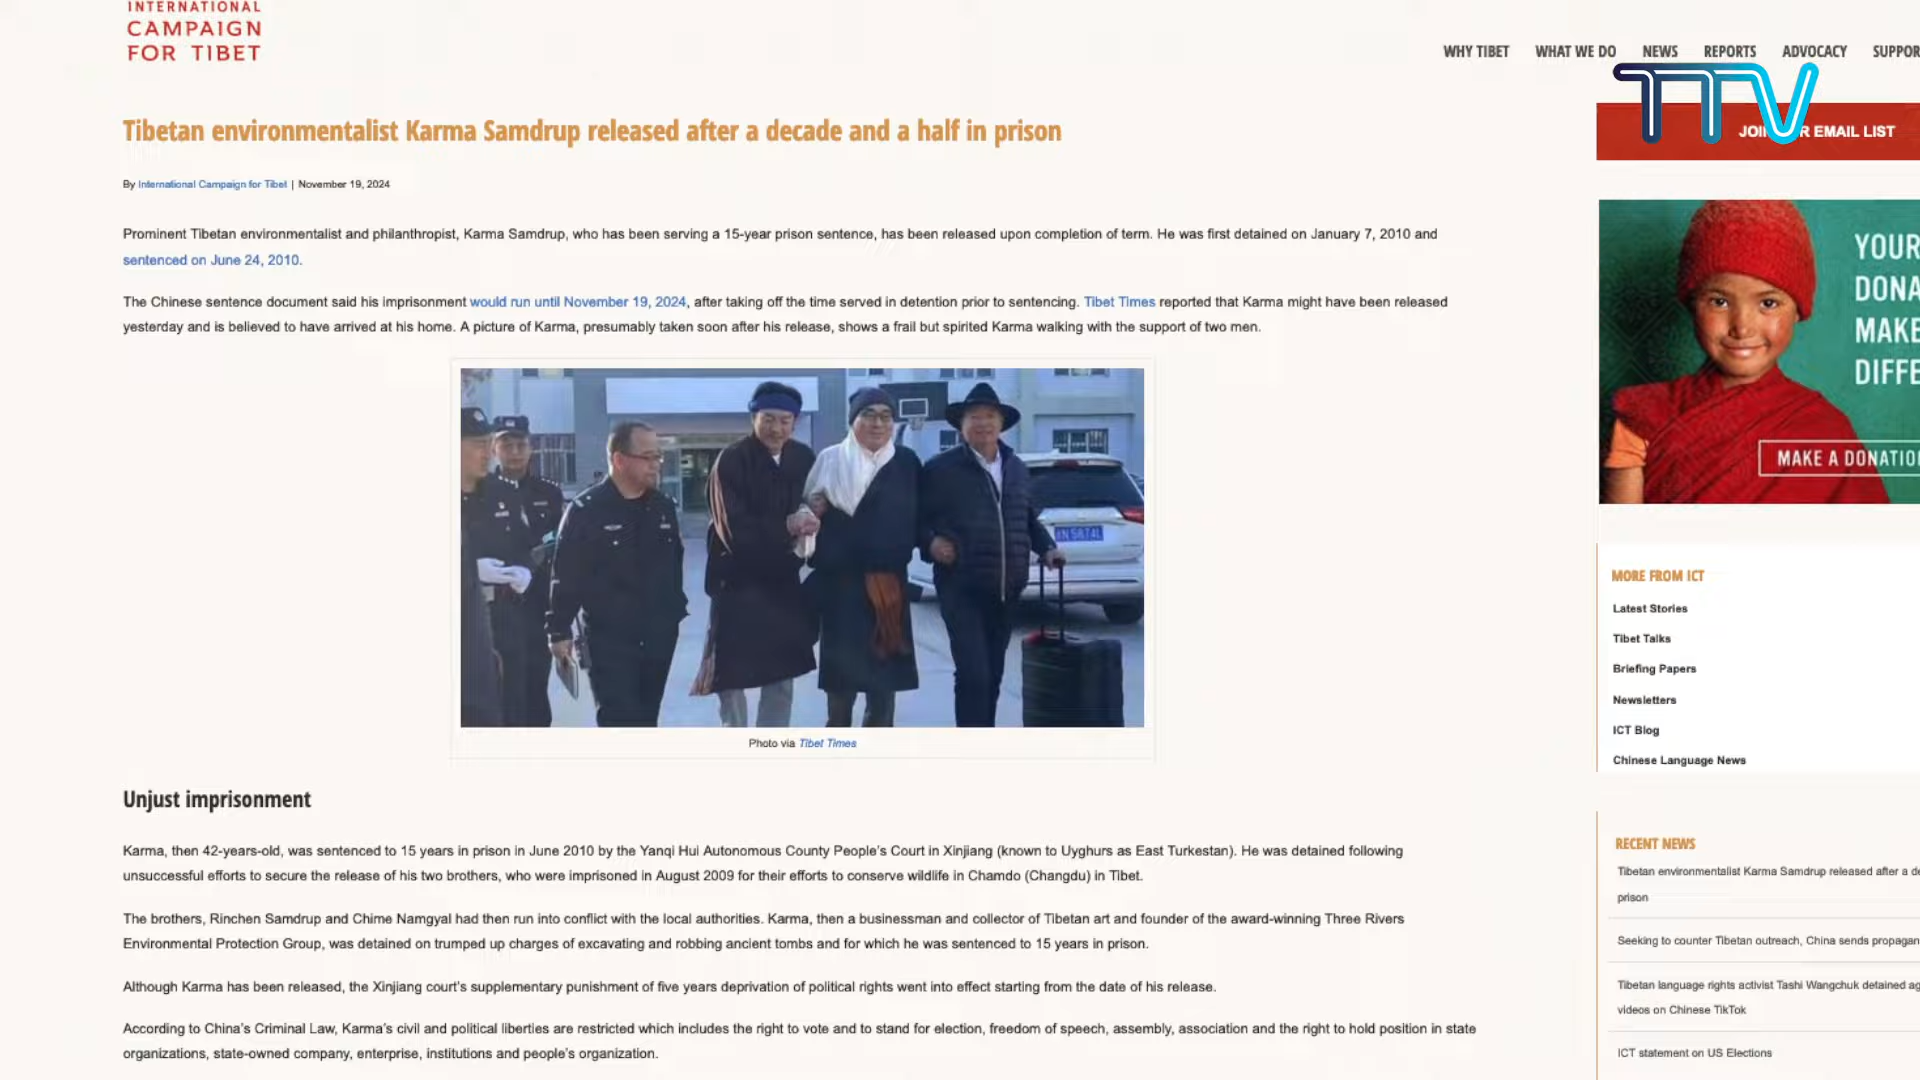 INTERNATIONAL
CAMPAIGN
FOR TIBET
WHY TIBET WHAT WE DO NEWS REPORTS ADVOCACY SUPPOR
TTV
JOI R EMAIL LIST
Tibetan environmentalist Karma Samdrup released after a decade and a half in prison
By International Campaign for Tibet | November 19, 2024
Prominent Tibetan environmentalist and philanthropist, Karma Samdrup, who has been serving a 15-year prison sentence, has been released upon completion of term. He was first detained on January 7, 2010 and
sentenced on June 24, 2010.
The Chinese sentence document said his imprisonment would run until November 19, 2024, after taking off the time served in detention prior to sentencing. Tibet Times reported that Karma might have been released
yesterday and is believed to have arrived at his home. A picture of Karma, presumably taken soon after his release, shows a frail but spirited Karma walking with the support of two men.
Photo via Tibet Times
Unjust imprisonment
Karma, then 42-years-old, was sentenced to 15 years in prison in June 2010 by the Yanqi Hui Autonomous County People's Court in Xinjiang (known to Uyghurs as East Turkestan). He was detained following
unsuccessful efforts to secure the release of his two brothers, who were imprisoned in August 2009 for their efforts to conserve wildlife in Chamdo (Changdu) in Tibet.
The brothers, Rinchen Samdrup and Chime Namgyal had then run into conflict with the local authorities. Karma, then a businessman and collector of Tibetan art and founder of the award-winning Three Rivers
Environmental Protection Group, was detained on trumped up charges of excavating and robbing ancient tombs and for which he was sentenced to 15 years in prison.
Although Karma has been released, the Xinjiang court's supplementary punishment of five years deprivation of political rights went into effect starting from the date of his release.
According to China's Criminal Law, Karma's civil and political liberties are restricted which includes the right to vote and to stand for election, freedom of speech, assembly, association and the right to hold position in state
organizations, state-owned company, enterprise, institutions and people's organization.
YOUR
DONA
MAKE
DIFFE
MAKE A DONATIO
MORE FROM ICT
Latest Stories
Tibet Talks
Briefing Papers
Newsletters
ICT Blog
Chinese Language News
RECENT NEWS
Tibetan environmentalist Karma Samdrup released after a de
prison
Seeking to counter Tibetan outreach, China sends propagan
Tibetan language rights activist Tashi Wangchuk detained ag
videos on Chinese TikTok
ICT statement on US Elections